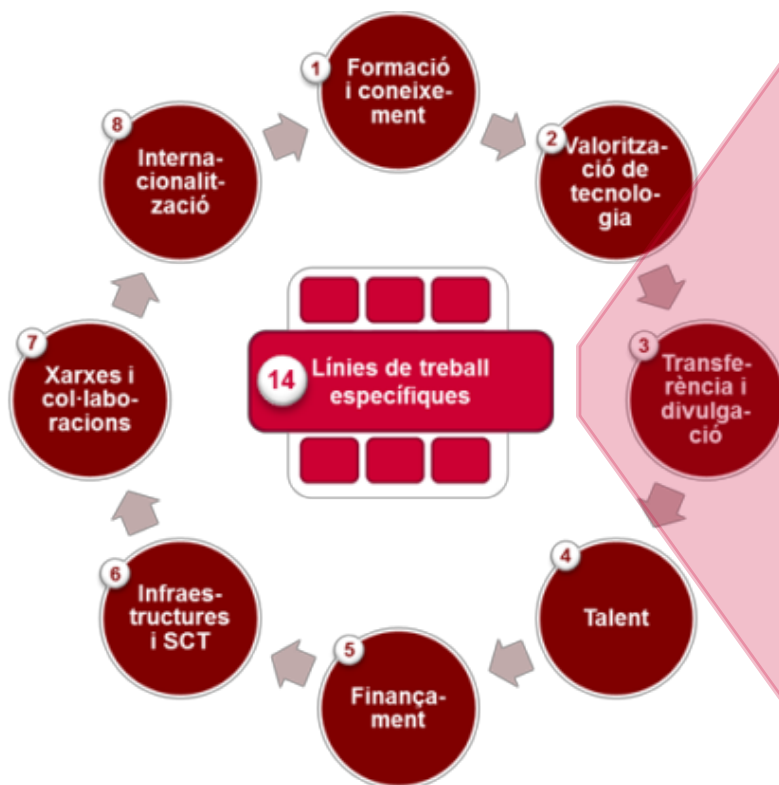 1
Formació
i coneixe-
ment
2
Valoritza-
ció de
tecnolo-
gia
3
Transfe-
rència i
divulga-
ció
4
Talent
5
Finança-
ment
6
Infraes-
tructures
i SCT
7
Xarxes i
col·labo-
racions
8
Interna-
cionalit-
zació
14
Línies de treball
específiques